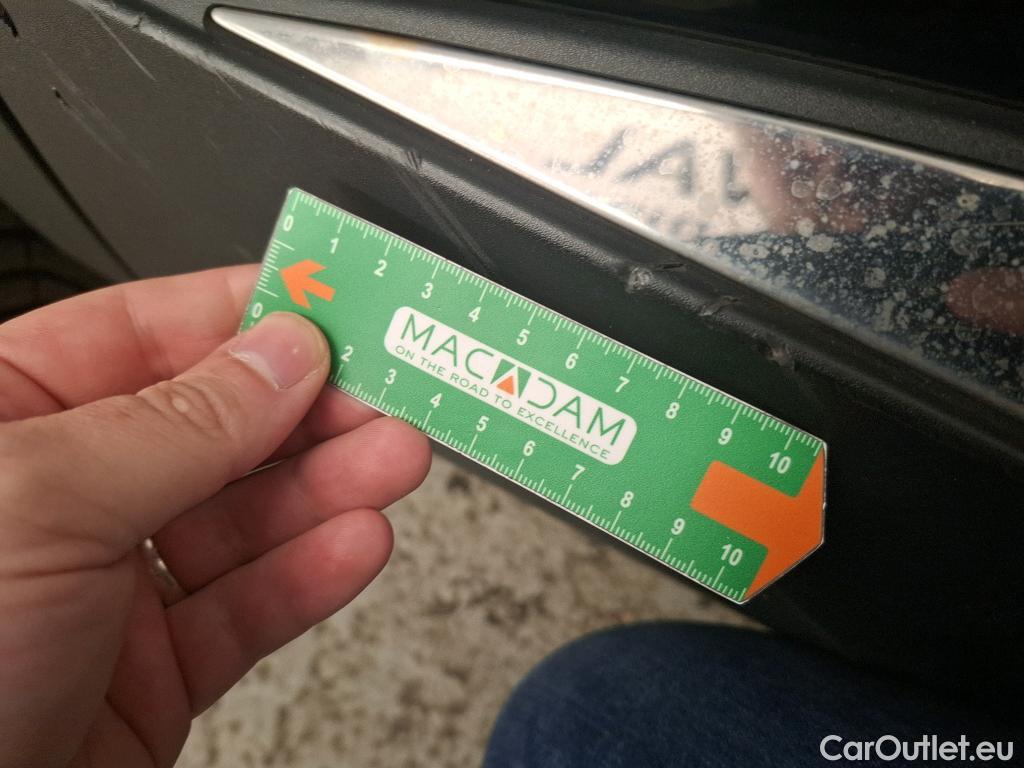 0 1 2 3 4 5 6 7 8 9 10
MACADAM
ON THE ROAD TO EXCELLENCE
0 2 3 4 5 6 7 8 9 10
CarOutlet.eu